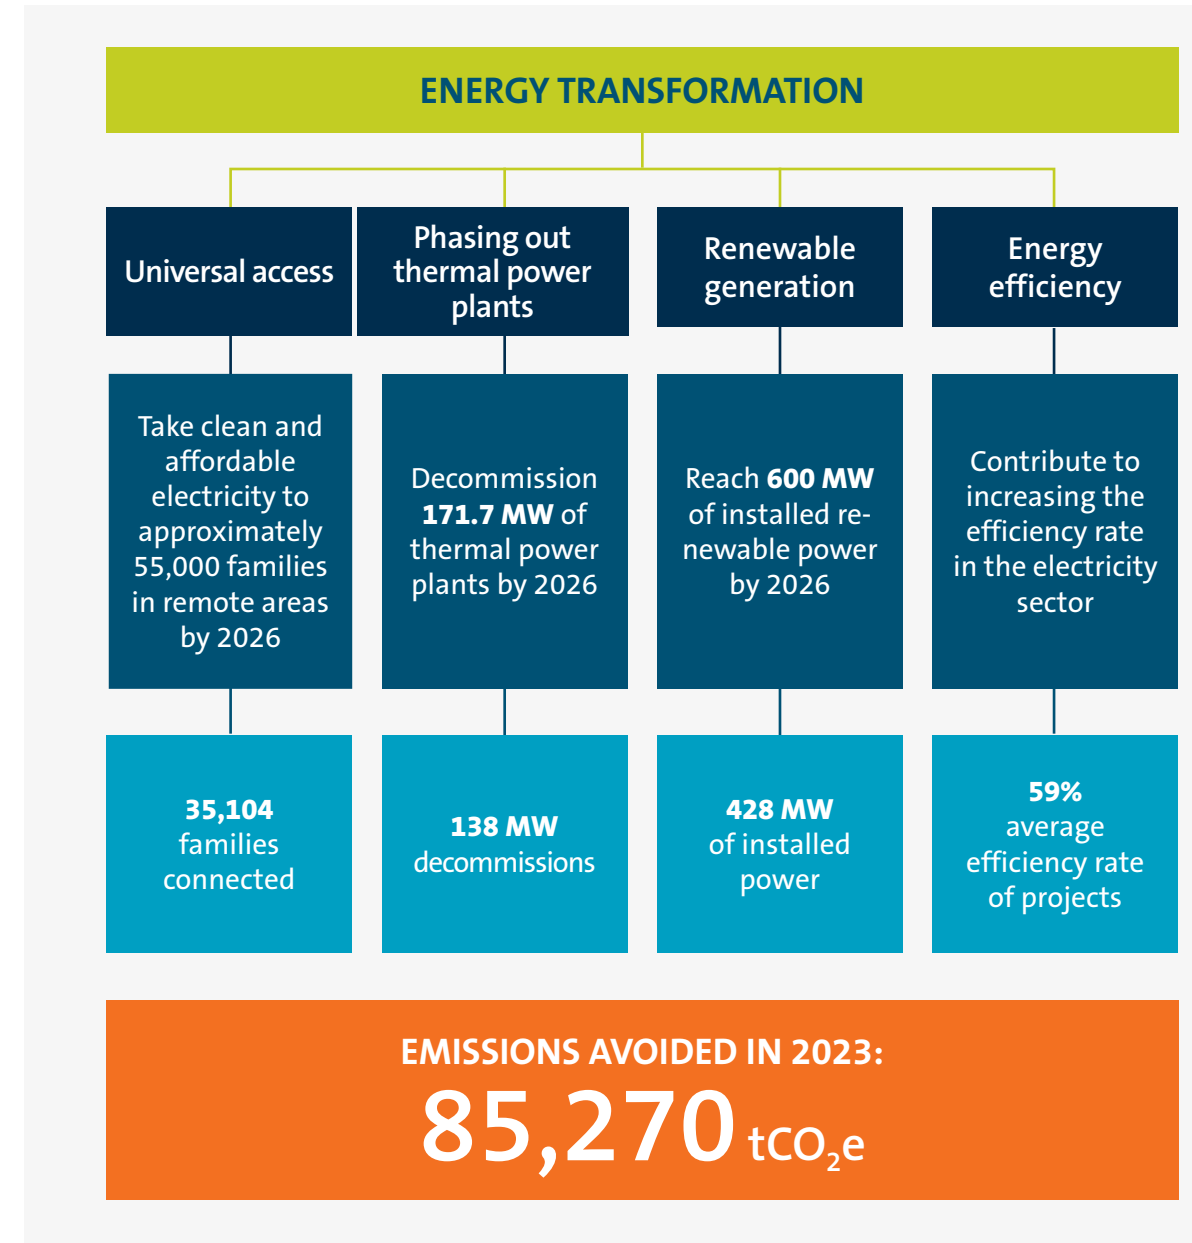 ENERGY TRANSFORMATION
Universal access
Phasing out
thermal power
plants
Renewable
generation
Energy
efficiency
Take clean and
affordable
electricity to
approximately
55,000 families
in remote areas
by 2026
Decommission
171.7 MW of
thermal power
plants by 2026
Reach 600 MW
of installed re-
newable power
by 2026
Contribute to
increasing the
efficiency rate
in the electricity
sector
35,104
families
connected
138 MW
decommissions
428 MW
of installed
power
59%
average
efficiency rate
of projects
EMISSIONS AVOIDED IN 2023:
85,270 tCO₂e